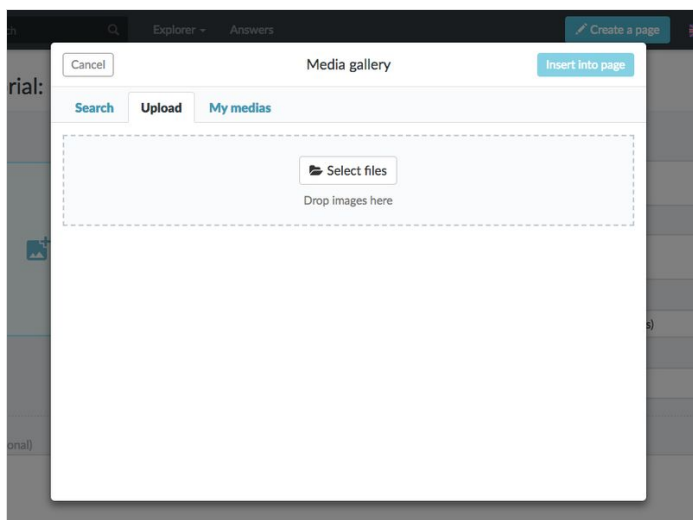 ch Explorer Answers Create a page
rial:
Cancel Media gallery Insert into page
Search Upload My medias
Select files
Drop images here
s)
onal)